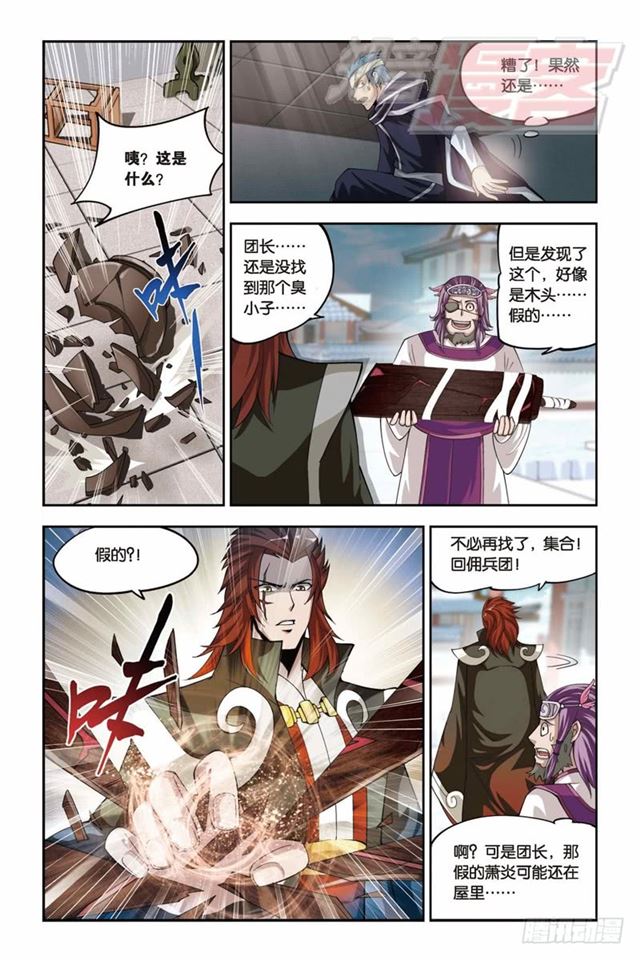 咦？这是
什么？
糟了！果然
还是……
团长……
还是没找
到那个臭
小子……
但是发现了
这个，好像
是木头……
假的……
咔
假的？！
咔
不必再找了，集合！
回佣兵团！
啊？可是团长，那
假的萧炎可能还在
屋里……
腾讯动漫